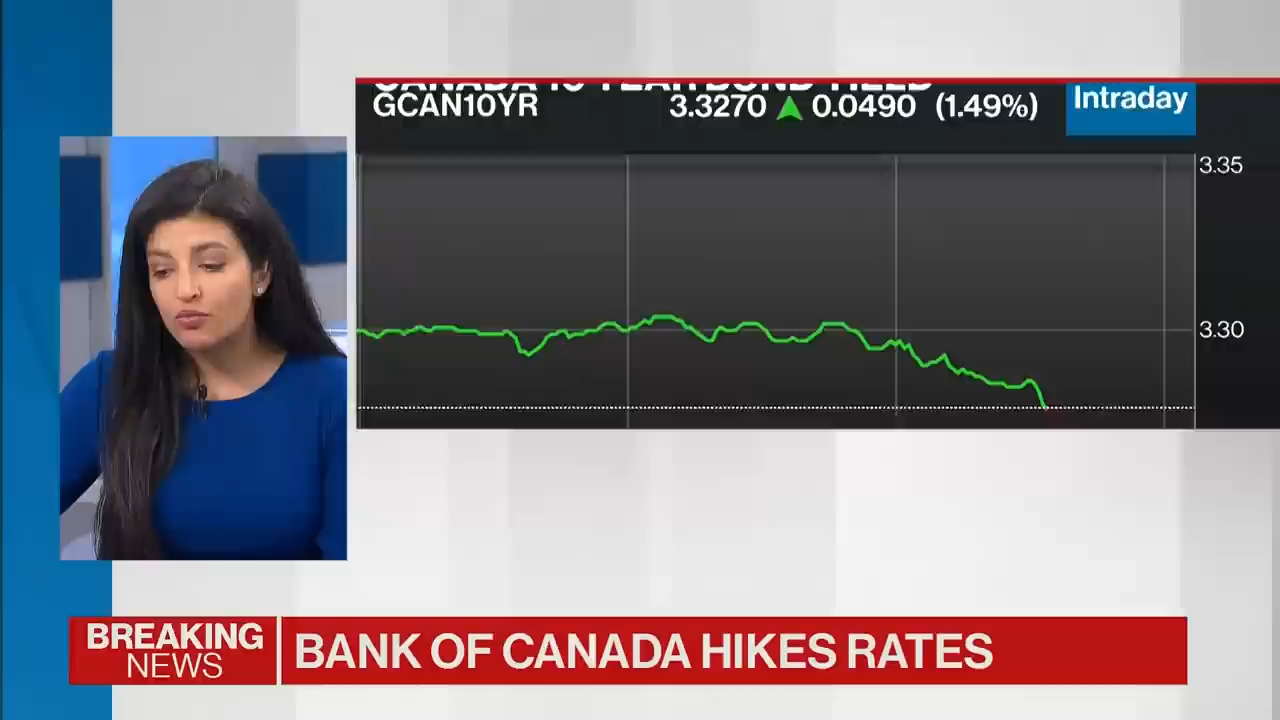 GCAN10YR 3.3270 ▲ 0.0490 (1.49%) Intraday
3.35
3.30
BREAKING
NEWS
BANK OF CANADA HIKES RATES